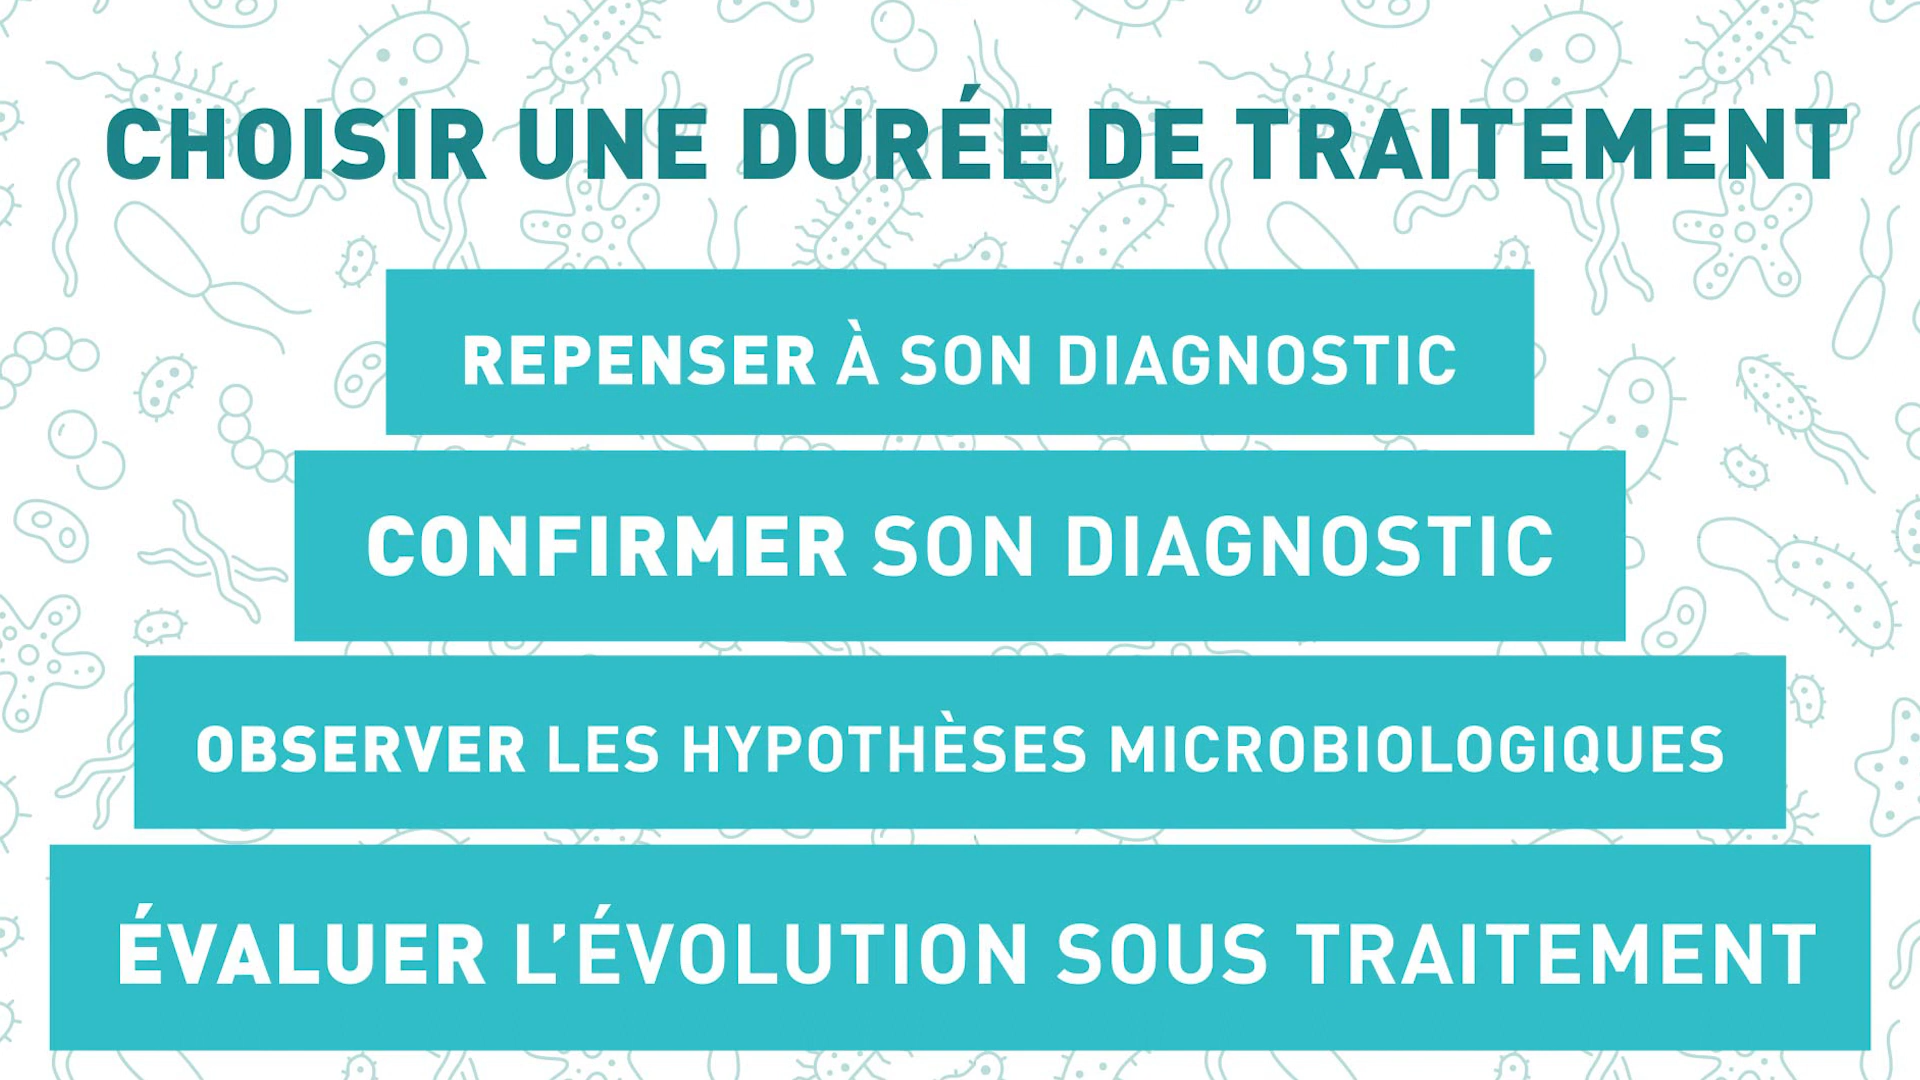 CHOISIR UNE DURÉE DE TRAITEMENT
REPENSER À SON DIAGNOSTIC
CONFIRMER SON DIAGNOSTIC
OBSERVER LES HYPOTHÈSES MICROBIOLOGIQUES
ÉVALUER L’ÉVOLUTION SOUS TRAITEMENT